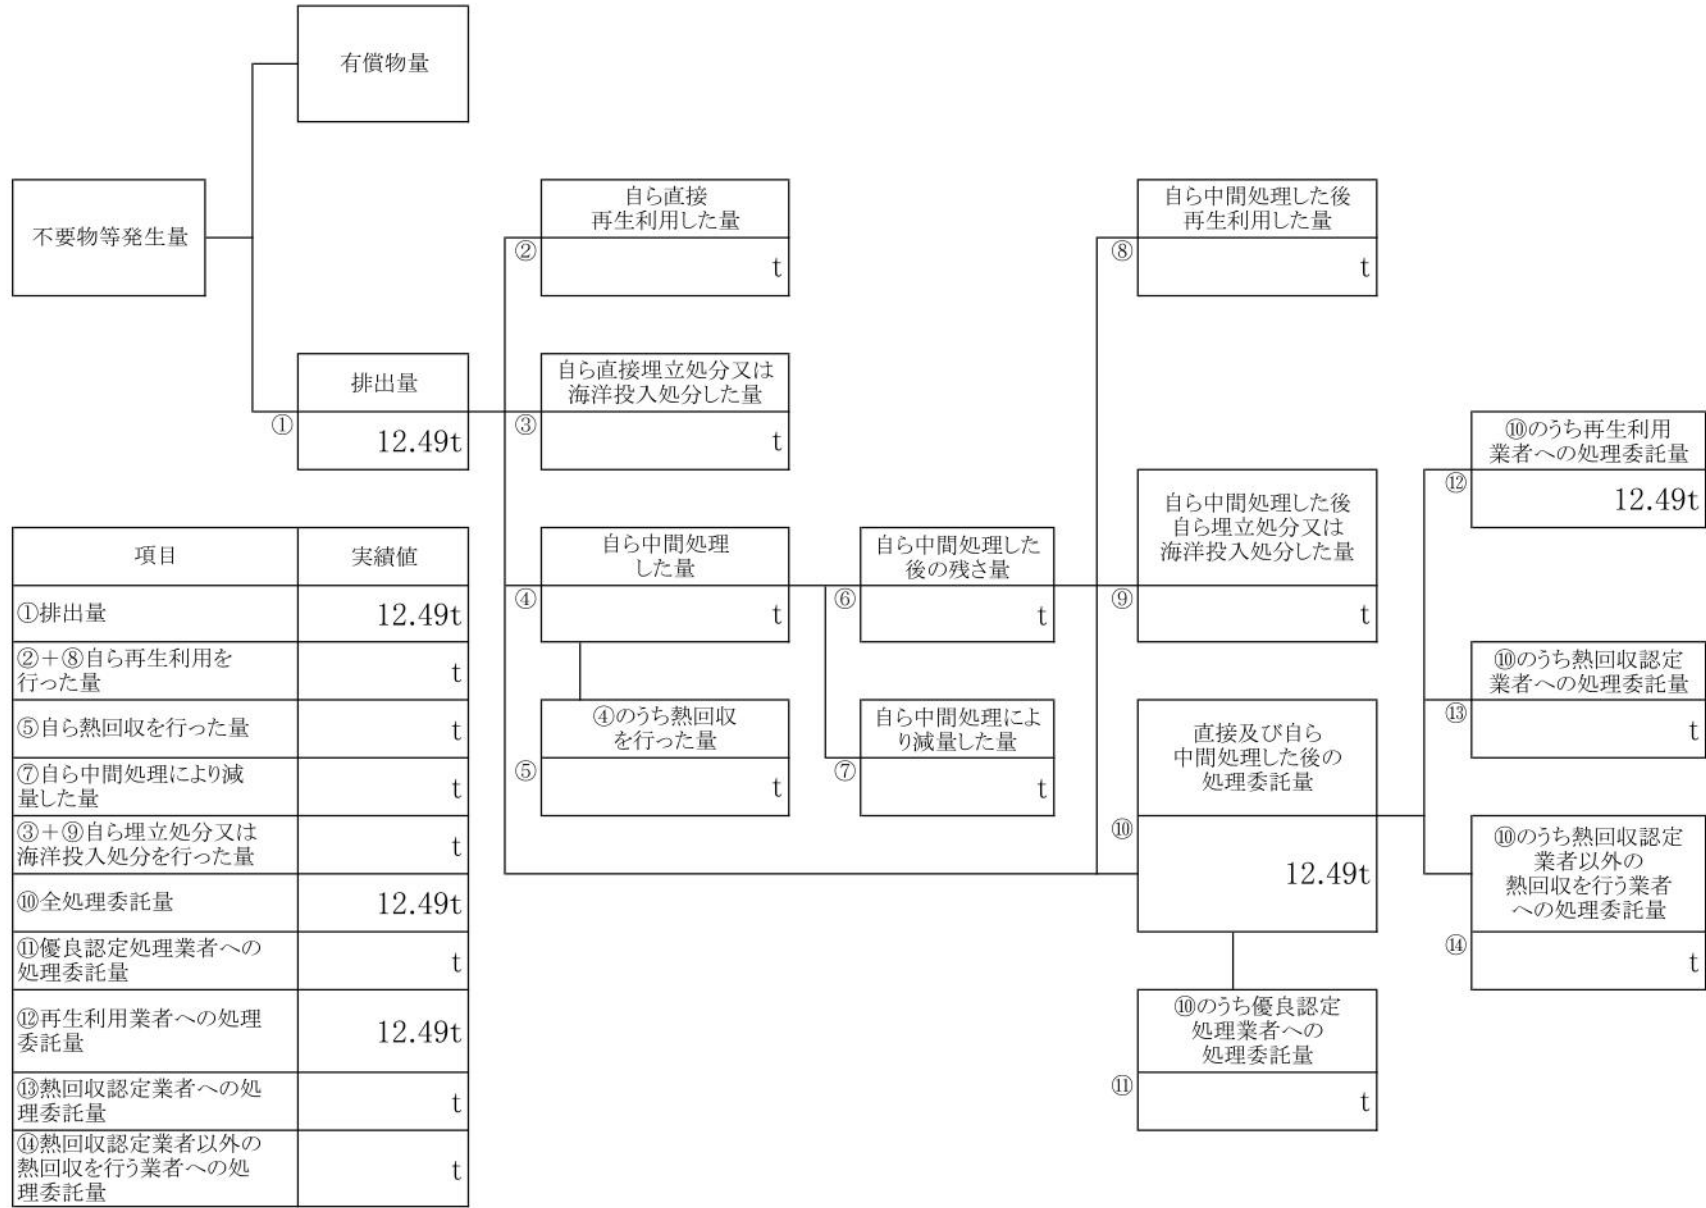 有償物量
不要物等発生量
自ら直接
再生利用した量
②
t
自ら中間処理した後
再生利用した量
⑧
t
排出量
①
12.49t
自ら直接埋立処分又は
海洋投入処分した量
③
t
⑩のうち再生利用
業者への処理委託量
⑫
12.49t
自ら中間処理
した量
④
t
自ら中間処理した
後の残さ量
⑥
t
自ら中間処理した後
自ら埋立処分又は
海洋投入処分した量
⑨
t
⑩のうち熱回収認定
業者への処理委託量
⑬
t
④のうち熱回収
を行った量
⑤
t
自ら中間処理によ
り減量した量
⑦
t
直接及び自ら
中間処理した後の
処理委託量
⑩
12.49t
⑩のうち熱回収認定
業者以外の
熱回収を行う業者
への処理委託量
⑭
t
⑩のうち優良認定
処理業者への
処理委託量
⑪
t
項目 実績値
①排出量 12.49t
②+⑧自ら再生利用を
行った量 t
⑤自ら熱回収を行った量 t
⑦自ら中間処理により減
量した量 t
③+⑨自ら埋立処分又は
海洋投入処分を行った量 t
⑩全処理委託量 12.49t
⑪優良認定処理業者への
処理委託量 t
⑫再生利用業者への処理
委託量 12.49t
⑬熱回収認定業者への処
理委託量 t
⑭熱回収認定業者以外の
熱回収を行う業者への処
理委託量 t